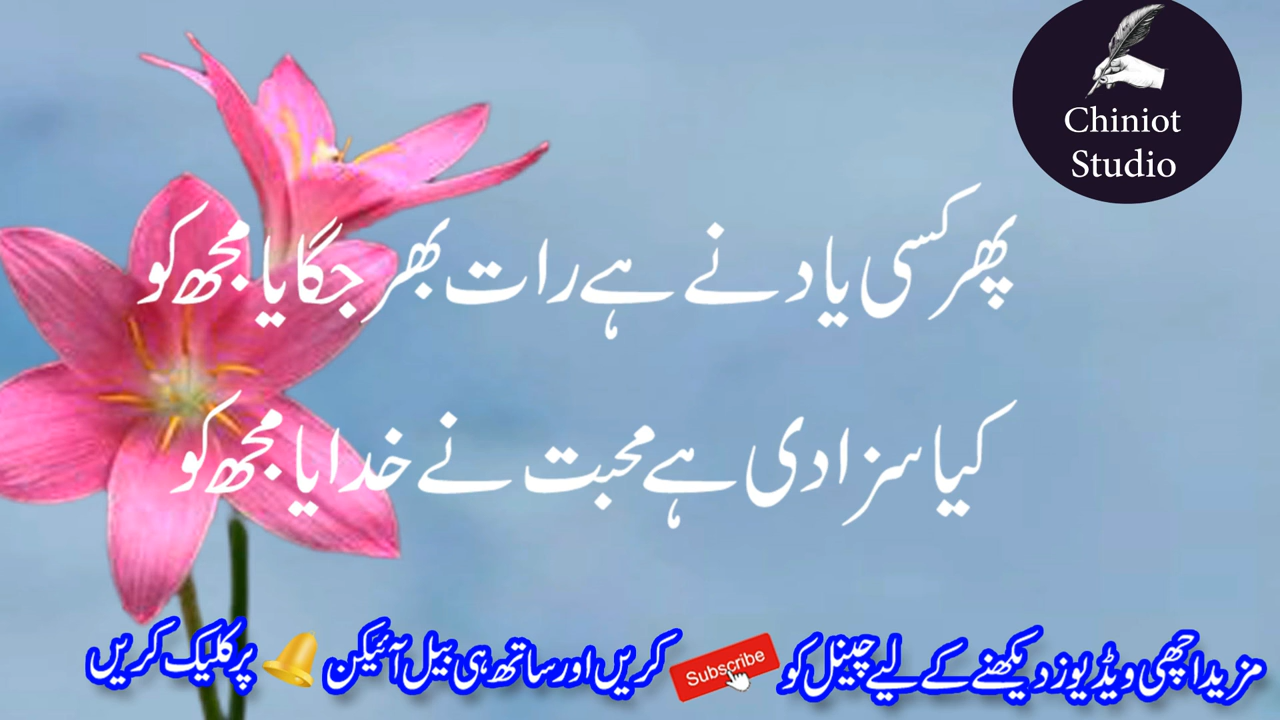 Chiniot
Studio
پھر کسی یاد نے ہے رات بھر جگایا مجھ کو
کیا سزا دی ہے محبت نے خدایا مجھ کو
مزید اچھی ویڈیوز دیکھنے کے لیے چینل کو Subscribe کریں اور ساتھ ہی بیل آئیکن 🔔 پر کلیک کریں